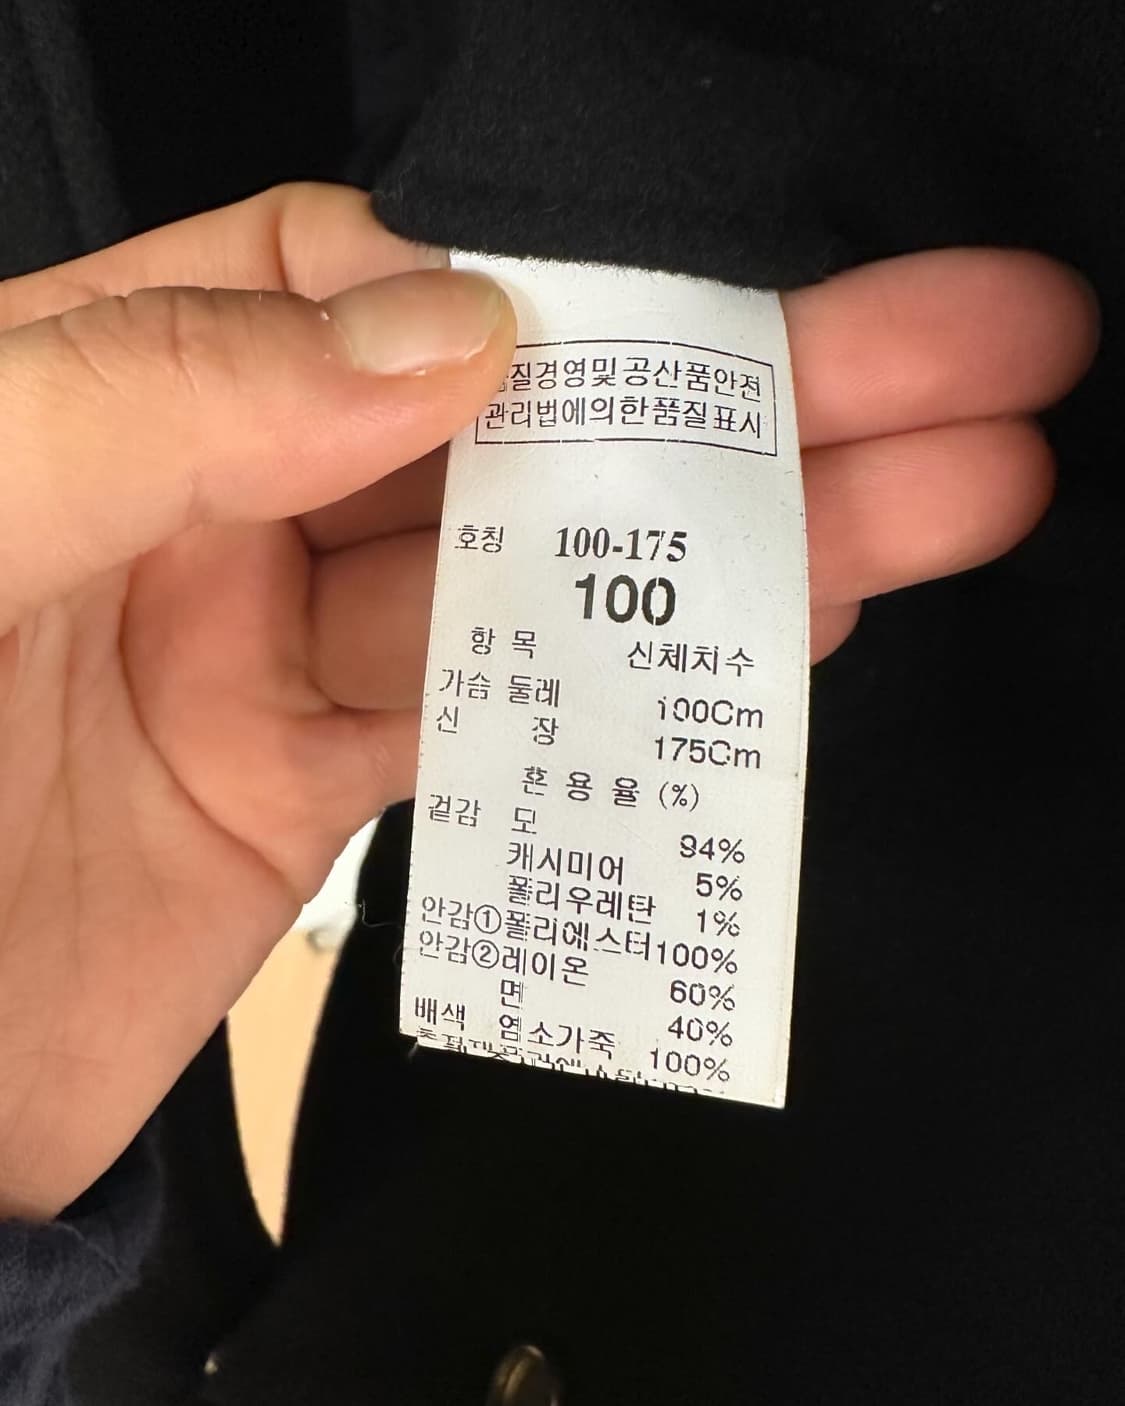 질경영및공산품안전
관리법에의한품질표시
호칭 100-175
100
항 목 신체치수
가슴 둘레 100Cm
신 장 175Cm
혼 용 율 (%)
겉감 모 94%
캐시미어 5%
폴리우레탄 1%
안감①폴리에스터100%
안감②레이온 60%
면 40%
배색 염소가죽 100%